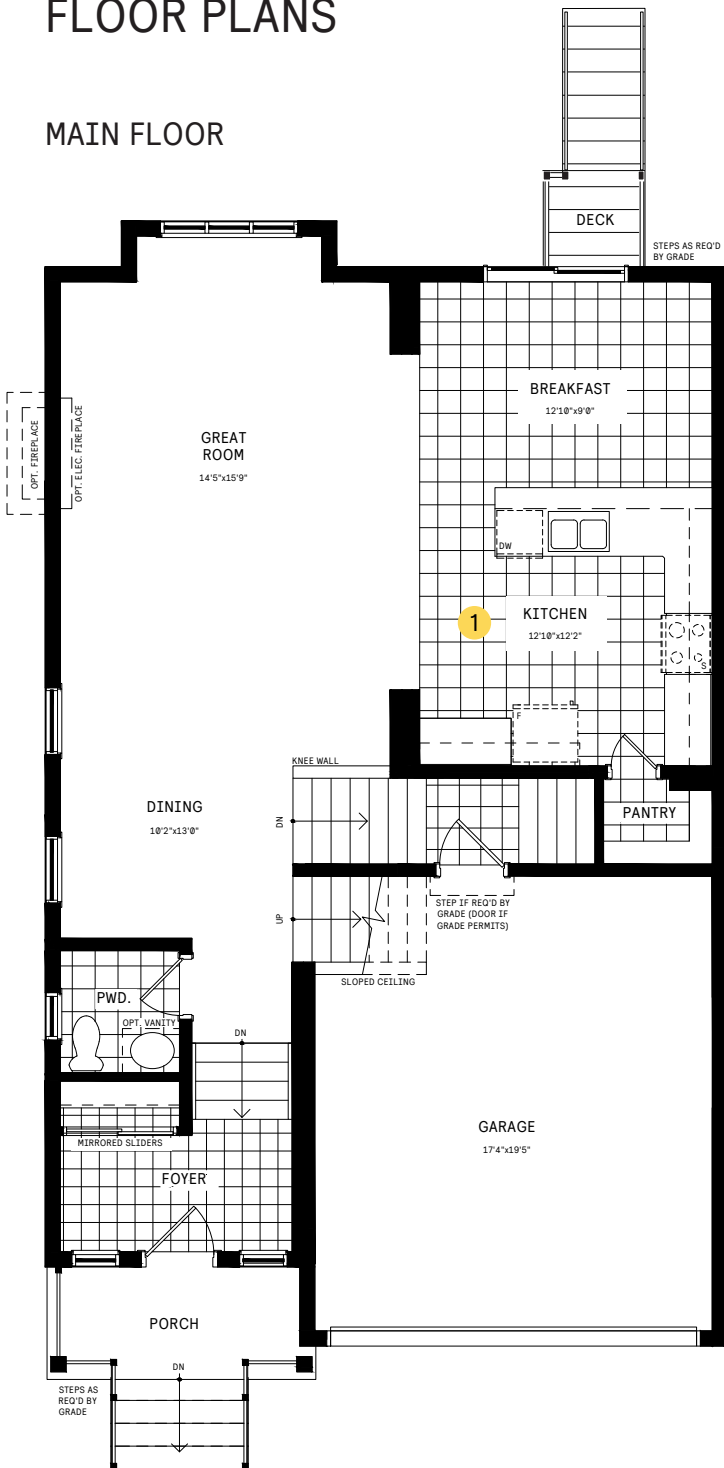 FLOOR PLANS
MAIN FLOOR
DECK
STEPS AS REQ'D
BY GRADE
BREAKFAST
12'10"x9'0"
GREAT
ROOM
14'5"x15'9"
OPT. FIREPLACE
OPT. ELEC. FIREPLACE
DW
1
KITCHEN
12'10"x12'2"
S
F
KNEE WALL
DINING
10'2"x13'0"
DN
PANTRY
UP
STEP IF REQ'D BY
GRADE (DOOR IF
GRADE PERMITS)
SLOPED CEILING
PWD.
OPT. VANITY
DN
MIRRORED SLIDERS
FOYER
GARAGE
17'4"x19'5"
PORCH
DN
STEPS AS
REQ'D BY
GRADE